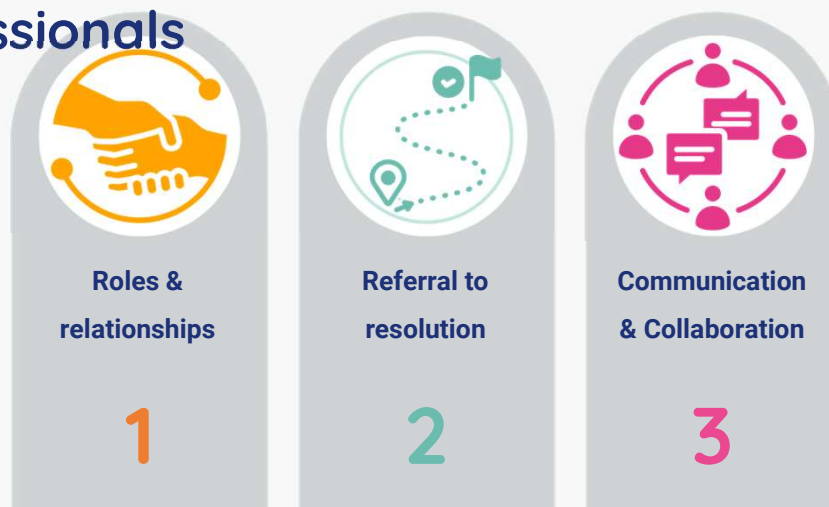 ssionals
Roles &
relationships
1
Referral to
resolution
2
Communication
& Collaboration
3